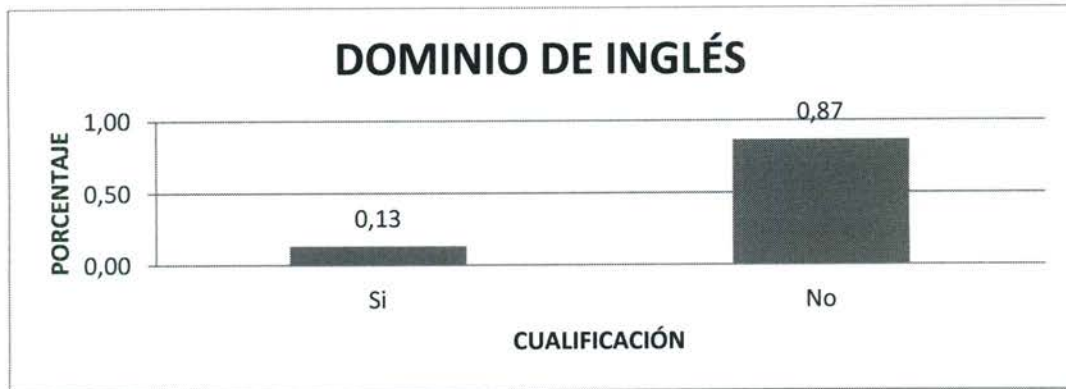 DOMINIO DE INGLÉS
PORCENTAJE
1,00
0,50
0,00
0,13
0,87
Si
No
CUALIFICACIÓN